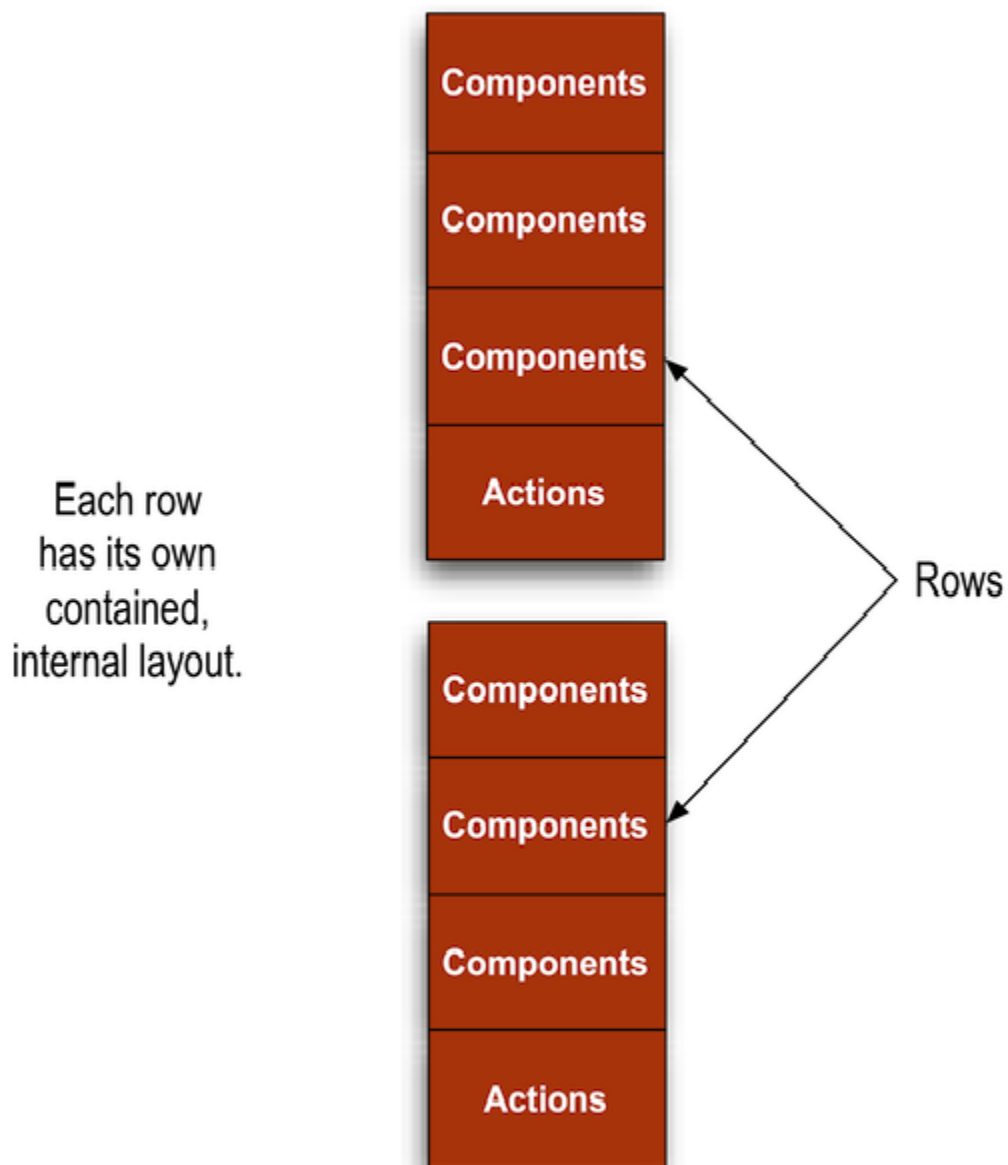 Components
Components
Components
Actions
Each row
has its own
contained,
internal layout.
Rows
Components
Components
Components
Actions